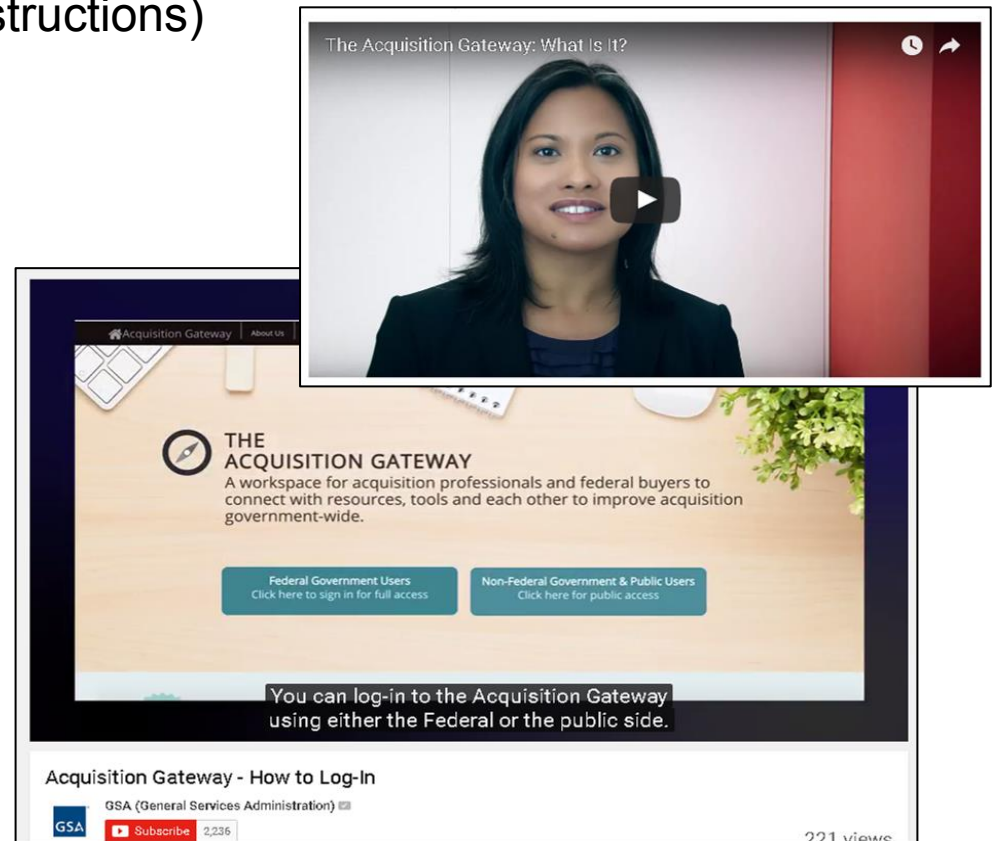 structions)
The Acquisition Gateway: What Is It?
Acquisition Gateway
About Us
THE
ACQUISITION GATEWAY
A workspace for acquisition professionals and federal buyers to
connect with resources, tools and each other to improve acquisition
government-wide.
Federal Government Users
Click here to sign in for full access
Non-Federal Government & Public Users
Click here for public access
You can log-in to the Acquisition Gateway
using either the Federal or the public side.
Acquisition Gateway - How to Log-In
GSA
GSA (General Services Administration)
Subscribe 2,236
221 views